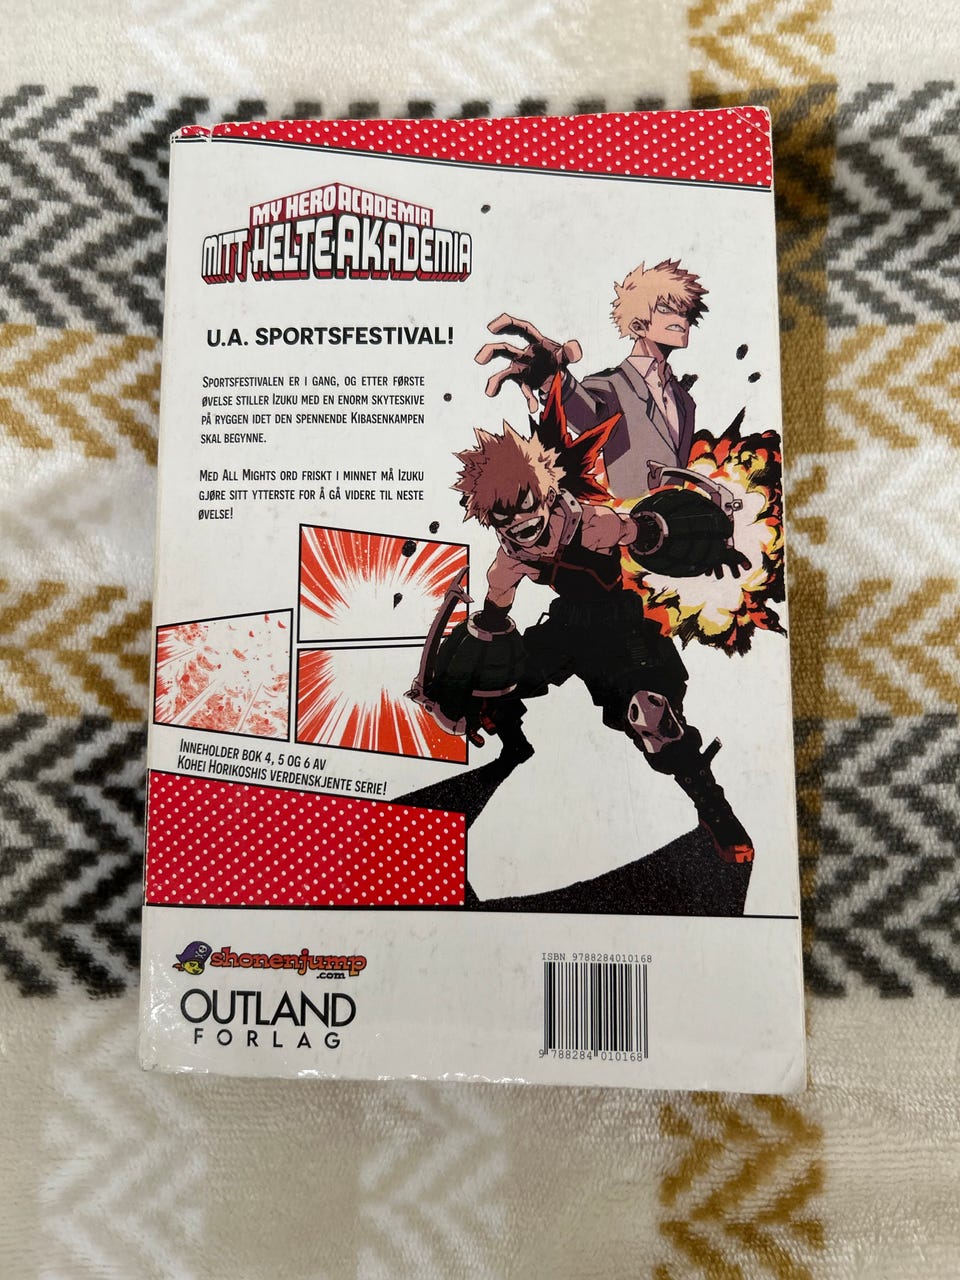 MY HERO ACADEMIA
MITT HELTEAKADEMIA
U.A. SPORTSFESTIVAL!
SPORTSFESTIVALEN ER I GANG, OG ETTER FØRSTE
ØVELSE STILLER IZUKU MED EN ENORM SKYTESKIVE
PÅ RYGGEN IDET DEN SPENNENDE KIBASENKAMPEN
SKAL BEGYNNE.
MED ALL MIGHTS ORD FRISKT I MINNET MÅ IZUKU
GJØRE SITT YTTERSTE FOR Å GÅ VIDERE TIL NESTE
ØVELSE!
INNEHOLDER BOK 4, 5 OG 6 AV
KOHEI HORIKOSHIS VERDENSKJENTE SERIE!
shonenjump
.com
OUTLAND
FORLAG
ISBN 9788284010168
9 788284 010168